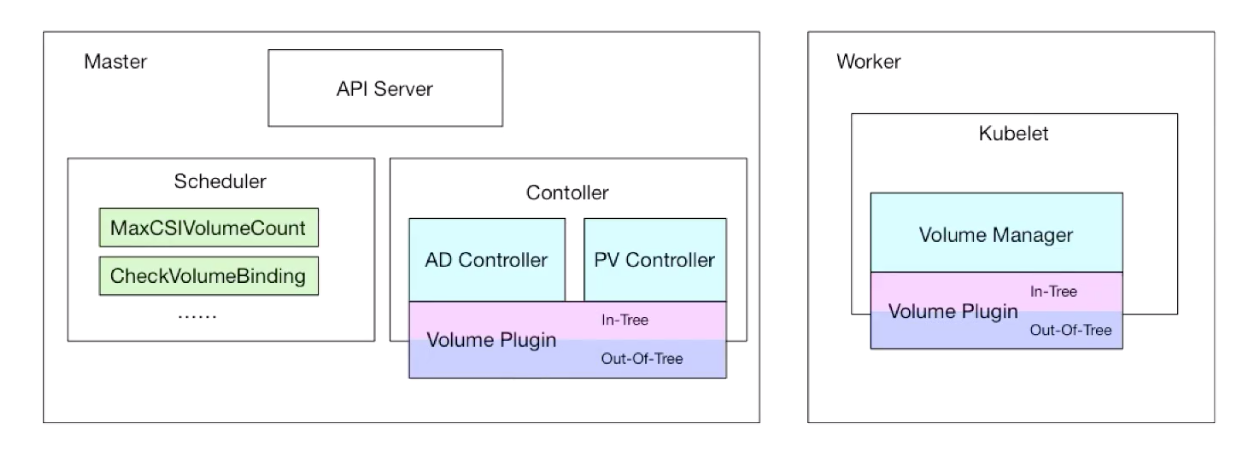 Master
API Server
Scheduler
MaxCSIVolumeCount
CheckVolumeBinding
......
Contoller
AD Controller
PV Controller
Volume Plugin
In-Tree
Out-Of-Tree
Worker
Kubelet
Volume Manager
Volume Plugin
In-Tree
Out-Of-Tree